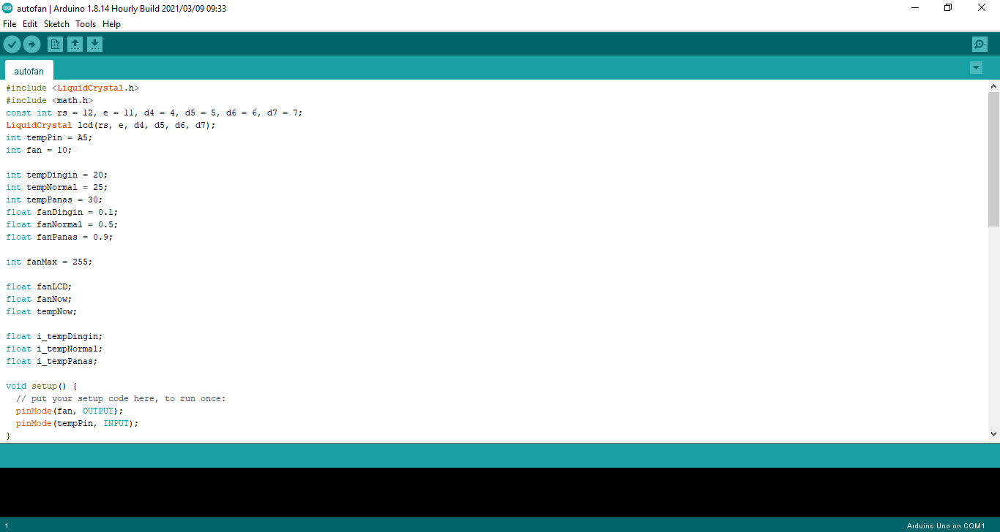 autofan | Arduino 1.8.14 Hourly Build 2021/03/09 09:33
File Edit Sketch Tools Help
autofan
#include <LiquidCrystal.h>
#include <math.h>
const int rs = 12, e = 11, d4 = 4, d5 = 5, d6 = 6, d7 = 7;
LiquidCrystal lcd(rs, e, d4, d5, d6, d7);
int tempPin = A5;
int fan = 10;
int tempDingin = 20;
int tempNormal = 25;
int tempPanas = 30;
float fanDingin = 0.1;
float fanNormal = 0.5;
float fanPanas = 0.9;
int fanMax = 255;
float fanLCD;
float fanNow;
float tempNow;
float i_tempDingin;
float i_tempNormal;
float i_tempPanas;
void setup() {
  // put your setup code here, to run once:
  pinMode(fan, OUTPUT);
  pinMode(tempPin, INPUT);
}
1
Arduino Uno on COM1